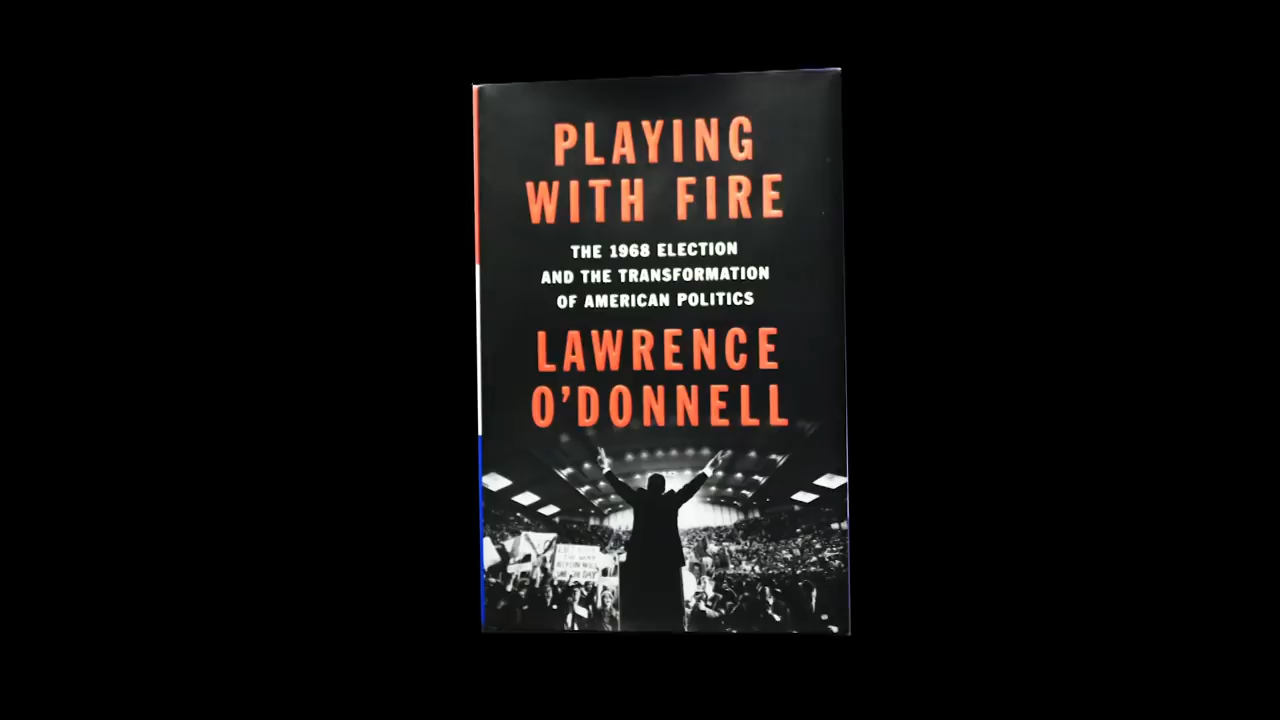 PLAYING
WITH FIRE
THE 1968 ELECTION
AND THE TRANSFORMATION
OF AMERICAN POLITICS
LAWRENCE
O'DONNELL